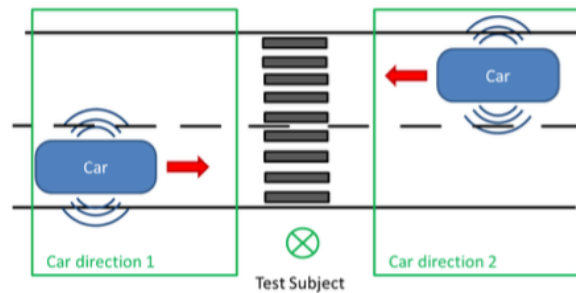 Car
Car
Car direction 1
Car direction 2
Test Subject